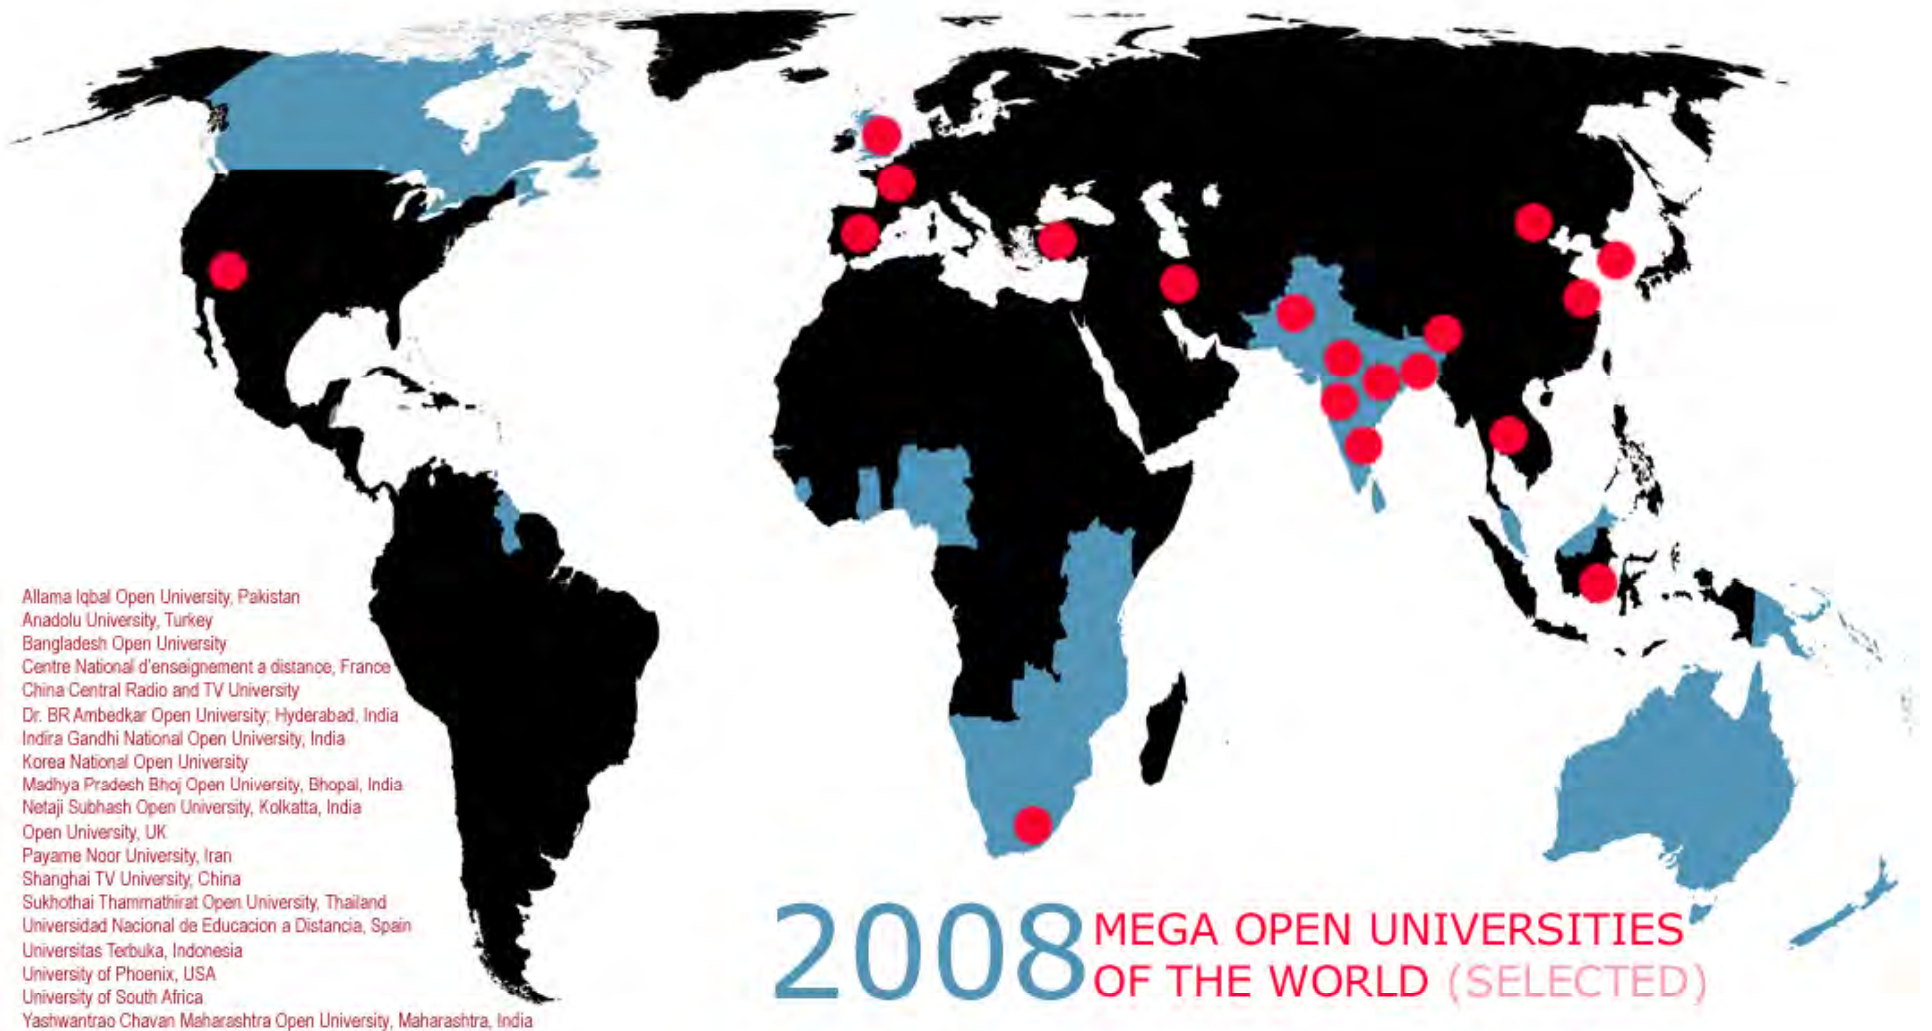 Allama Iqbal Open University, Pakistan
Anadolu University, Turkey
Bangladesh Open University
Centre National d'enseignement a distance, France
China Central Radio and TV University
Dr. BR Ambedkar Open University; Hyderabad, India
Indira Gandhi National Open University, India
Korea National Open University
Madhya Pradesh Bhoj Open University, Bhopal, India
Netaji Subhash Open University, Kolkatta, India
Open University, UK
Payame Noor University, Iran
Shanghai TV University, China
Sukhothai Thammathirat Open University, Thailand
Universidad Nacional de Educacion a Distancia, Spain
Universitas Terbuka, Indonesia
University of Phoenix, USA
University of South Africa
Yashwantrao Chavan Maharashtra Open University, Maharashtra, India
2008 MEGA OPEN UNIVERSITIES
OF THE WORLD (SELECTED)